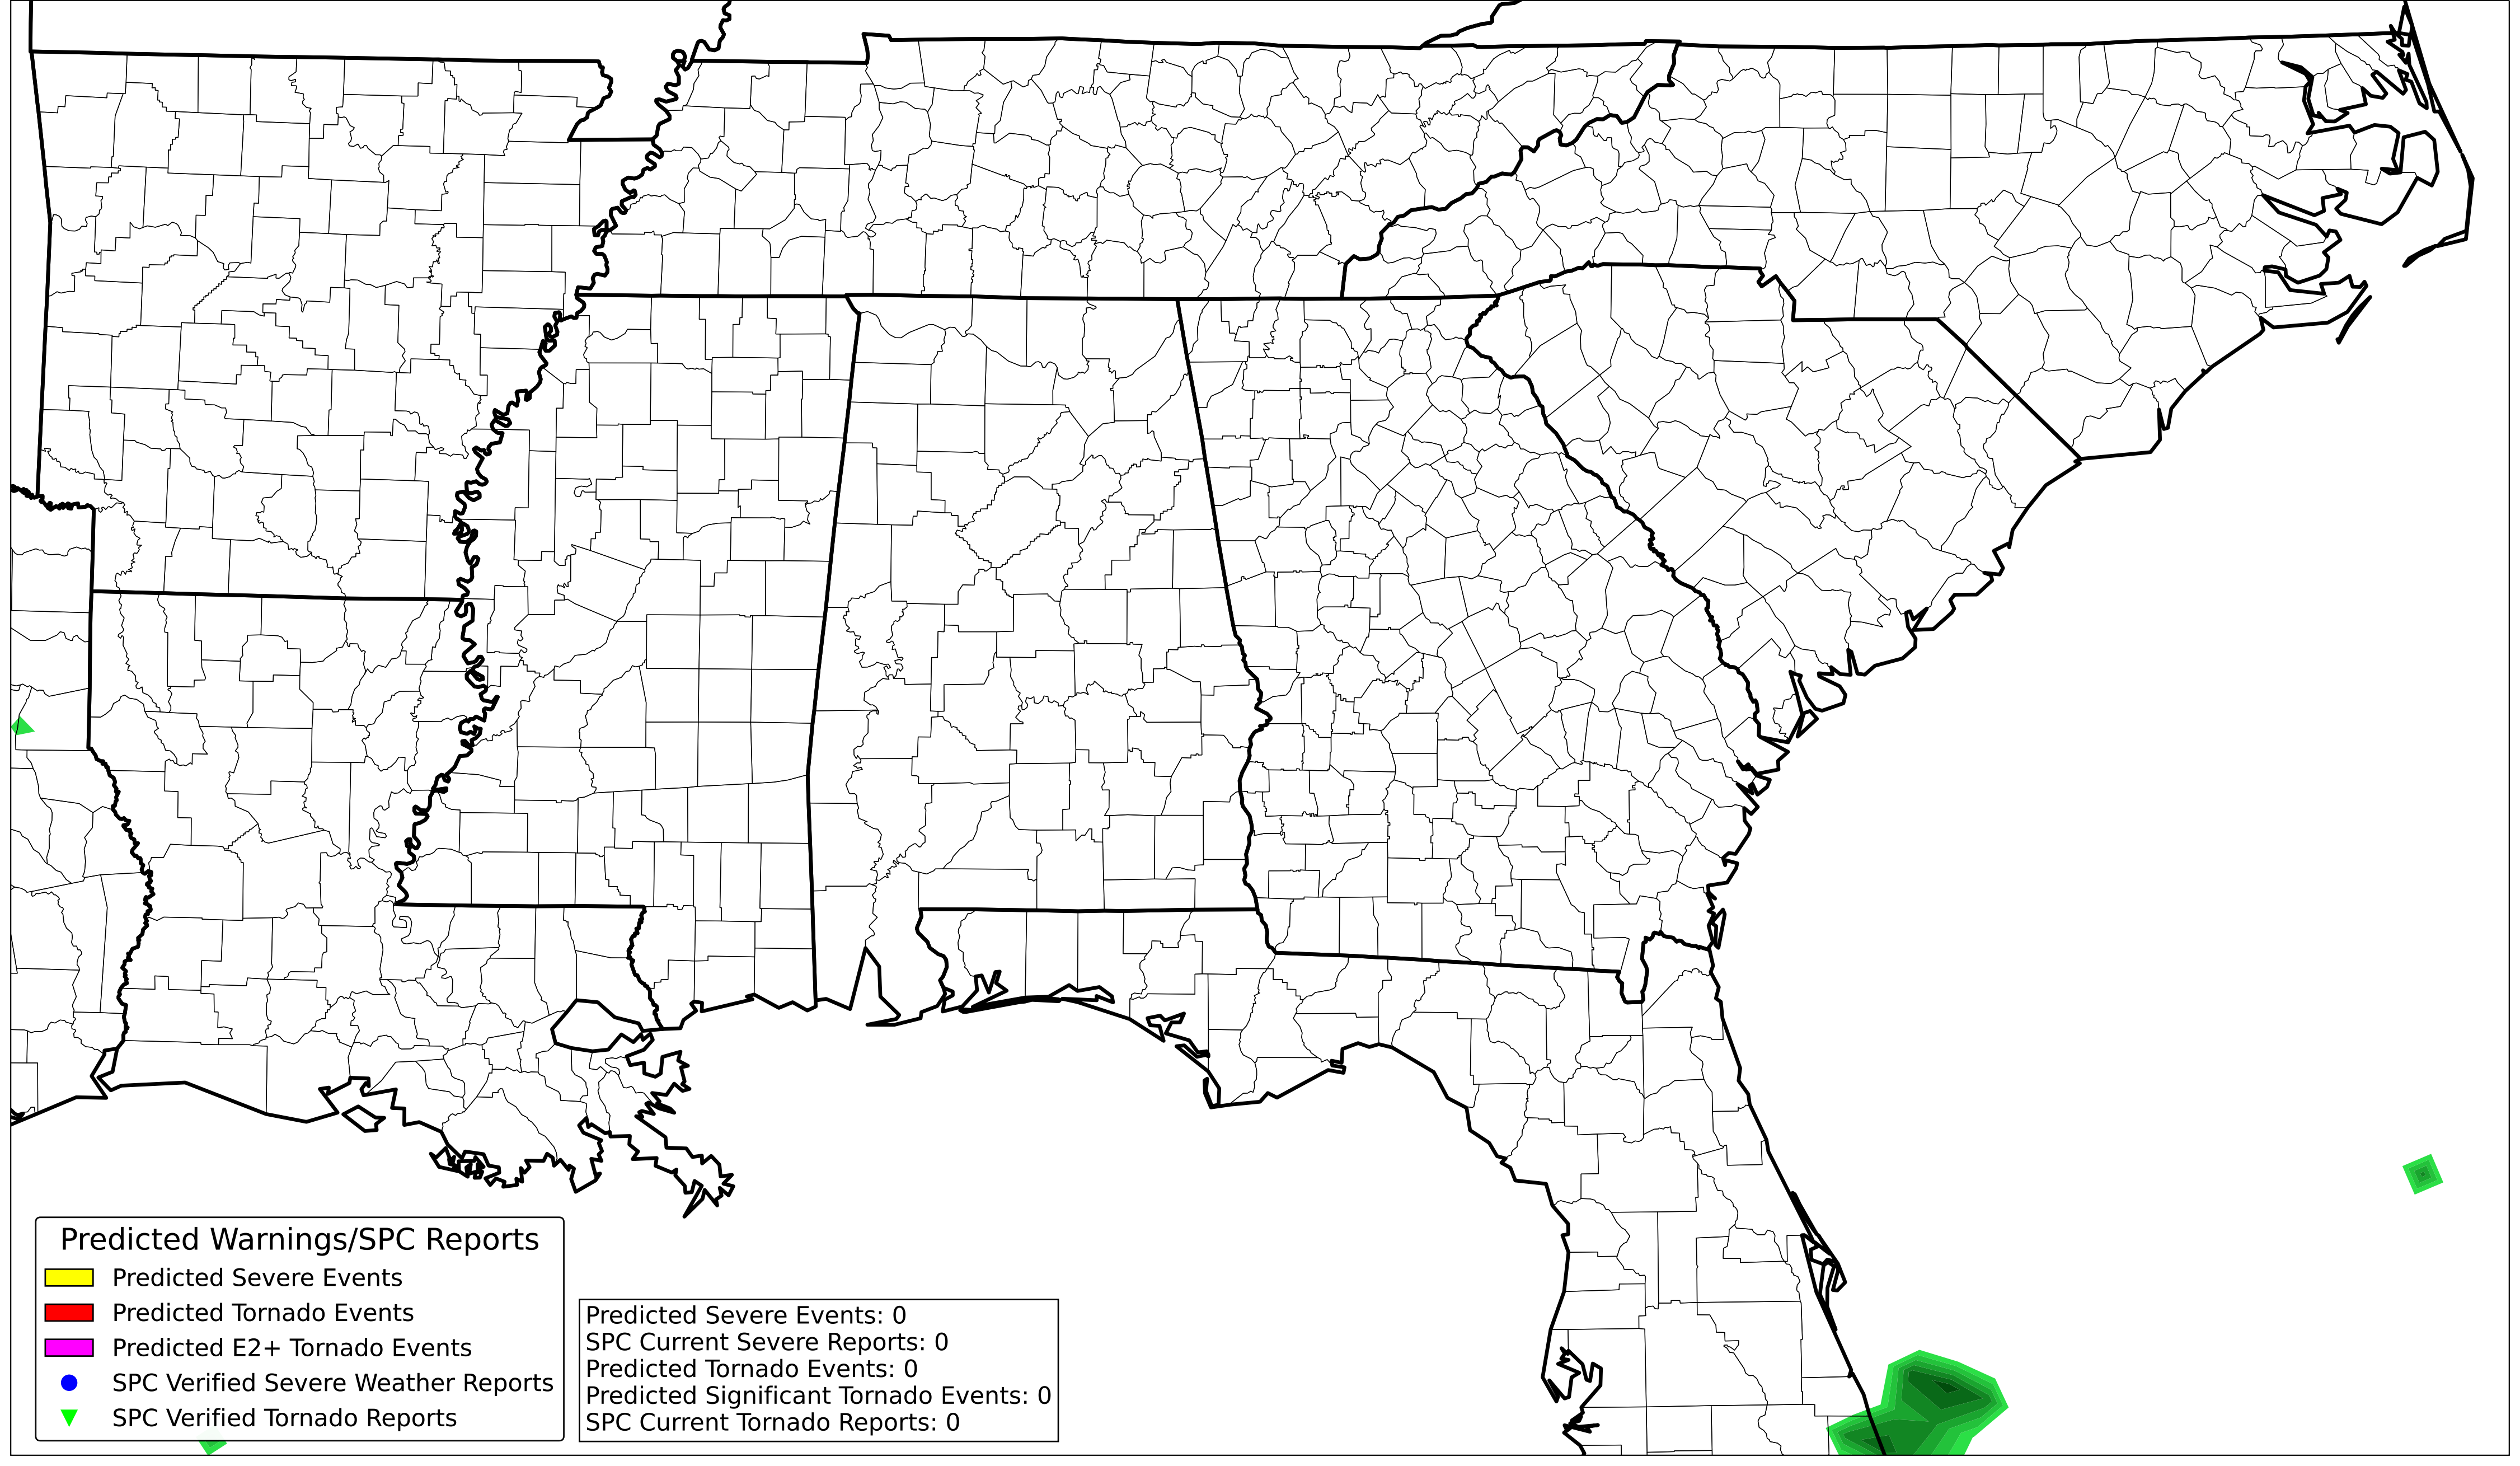 Predicted Warnings/SPC Reports
Predicted Severe Events
Predicted Tornado Events
Predicted E2+ Tornado Events
SPC Verified Severe Weather Reports
SPC Verified Tornado Reports
Predicted Severe Events: 0
SPC Current Severe Reports: 0
Predicted Tornado Events: 0
Predicted Significant Tornado Events: 0
SPC Current Tornado Reports: 0